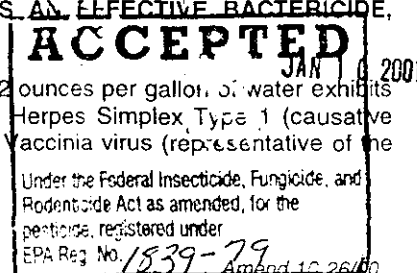 S AN EFFECTIVE BACTERICIDE,
ACCEPTED
JAN 10 2001
2 ounces per gallon of water exhibits
Herpes Simplex Type 1 (causative
Vaccinia virus (representative of the
Under the Federal Insecticide, Fungicide, and
Rodenticide Act as amended, for the
pesticide, registered under
EPA Reg. No. 1839-79
Amend 10/26/00